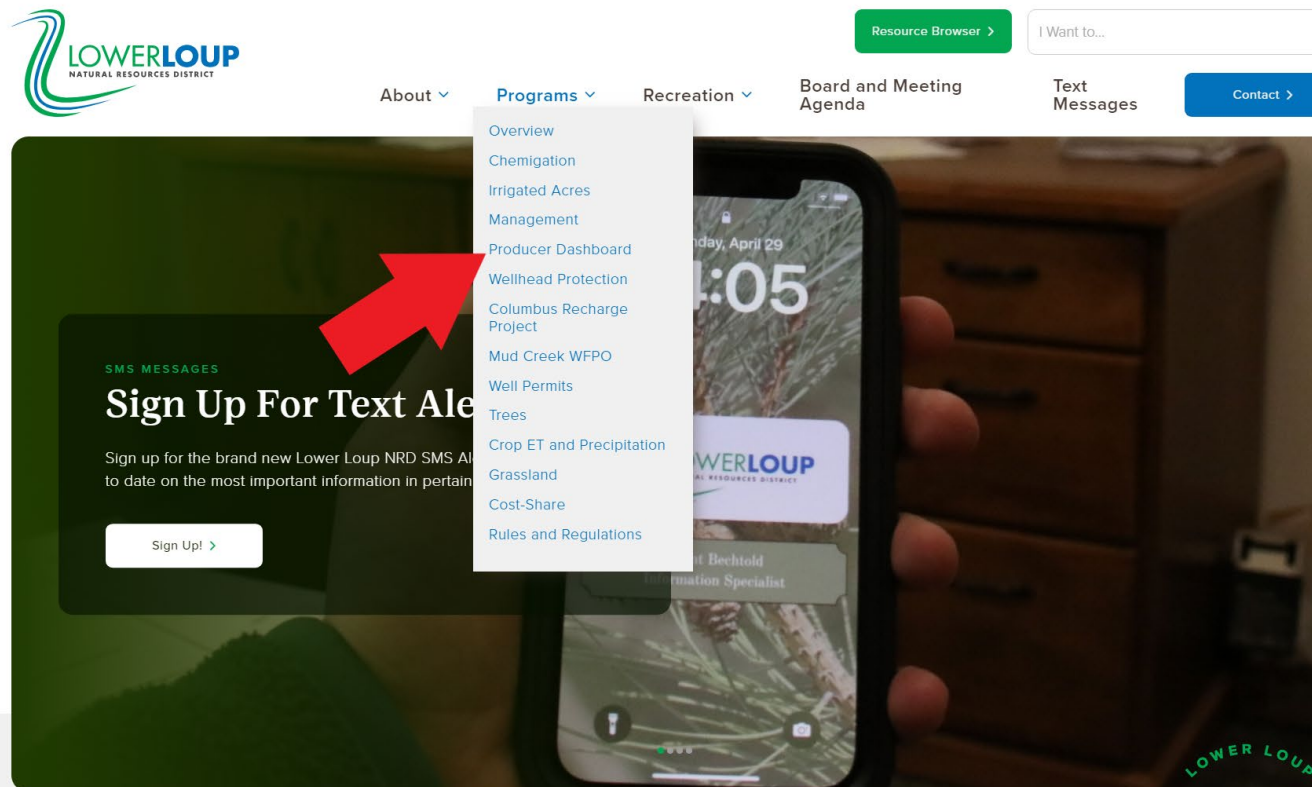 LOWERLOUP
NATURAL RESOURCES DISTRICT
Resource Browser
I Want to...
About
Programs
Recreation
Board and Meeting
Agenda
Text
Messages
Contact
Overview
Chemigation
Irrigated Acres
Management
Producer Dashboard
Wellhead Protection
Columbus Recharge
Project
Mud Creek WFPO
Well Permits
Trees
Crop ET and Precipitation
Grassland
Cost-Share
Rules and Regulations
SMS MESSAGES
Sign Up For Text Ale
Sign up for the brand new Lower Loup NRD SMS Al
to date on the most important information in pertain
Sign Up!
nday, April 29
:05
WERLOUP
AL RESOURCES DISTRICT
t Bechtold
Information Specialist
LOWER LOUP